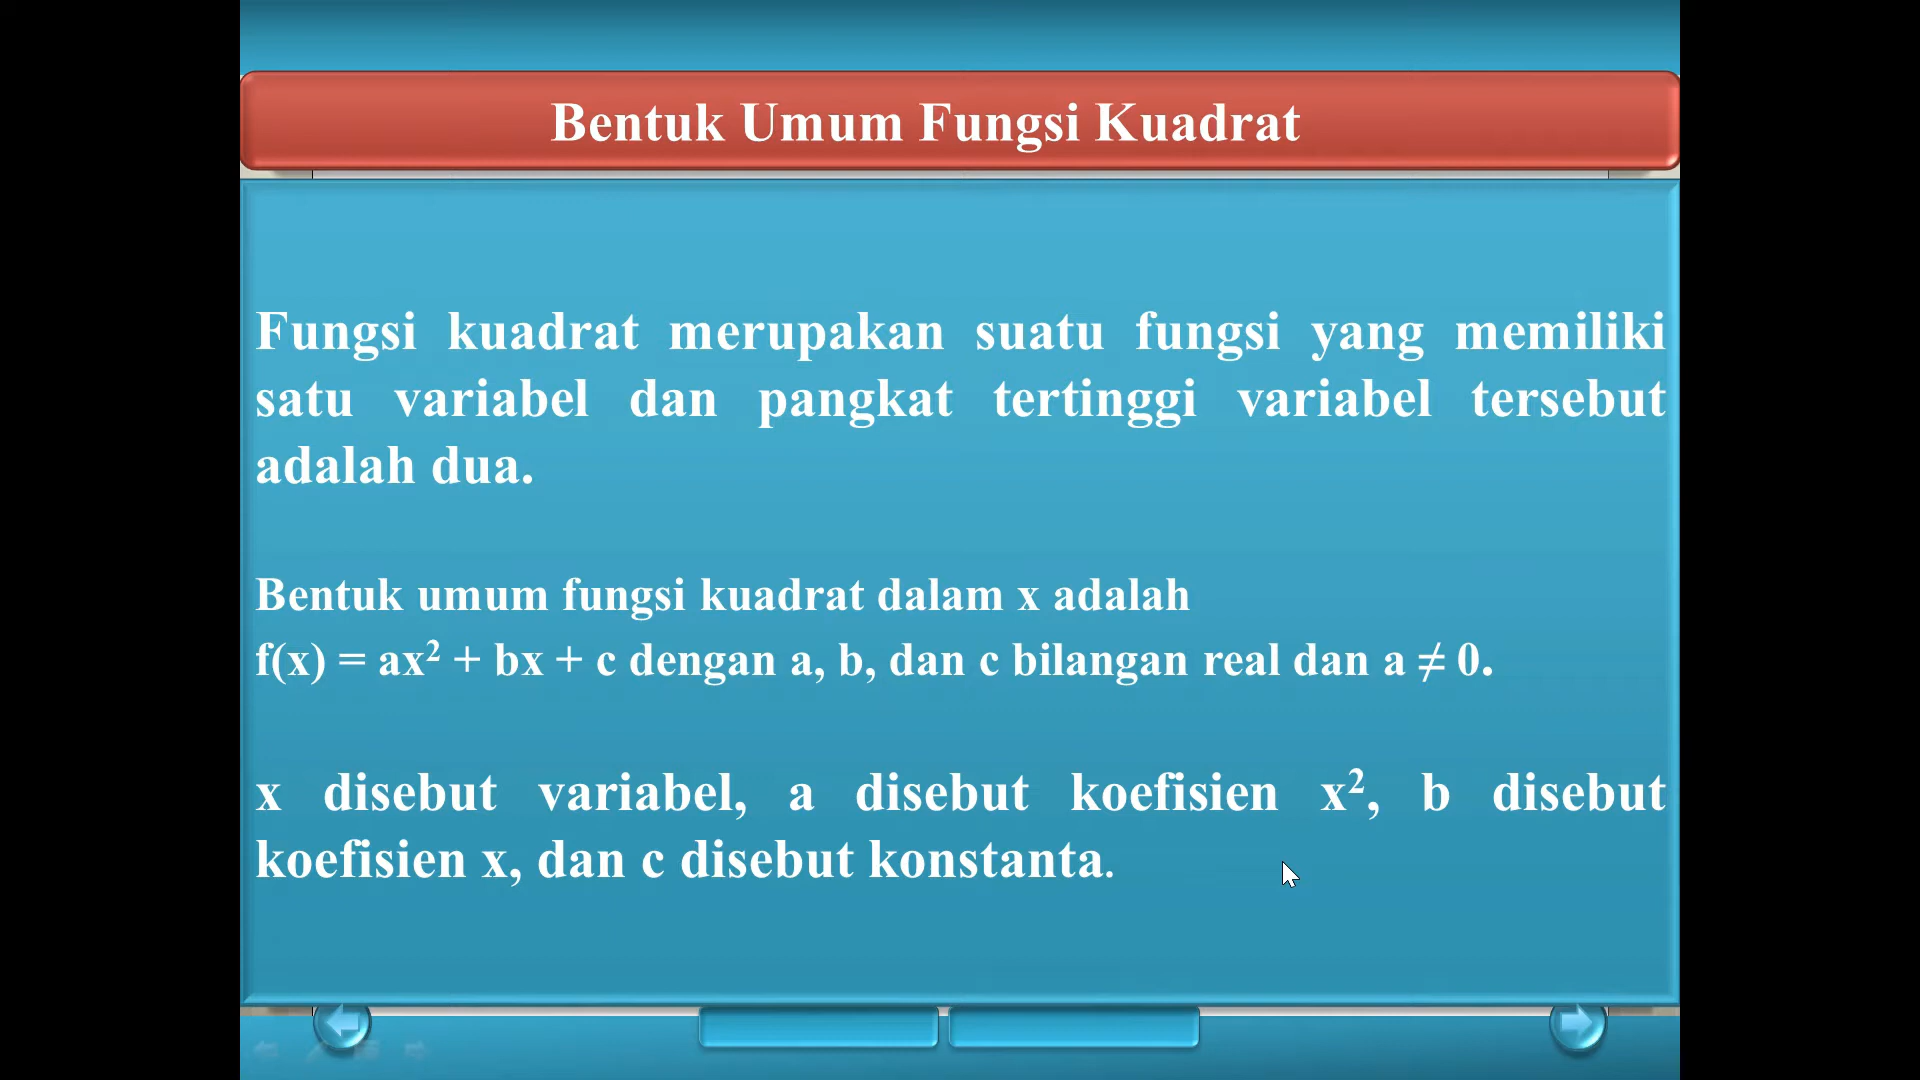 Bentuk Umum Fungsi Kuadrat
Fungsi kuadrat merupakan suatu fungsi yang memiliki
satu variabel dan pangkat tertinggi variabel tersebut
adalah dua.
Bentuk umum fungsi kuadrat dalam x adalah
f(x) = ax² + bx + c dengan a, b, dan c bilangan real dan a ≠ 0.
x disebut variabel, a disebut koefisien x², b disebut
koefisien x, dan c disebut konstanta.